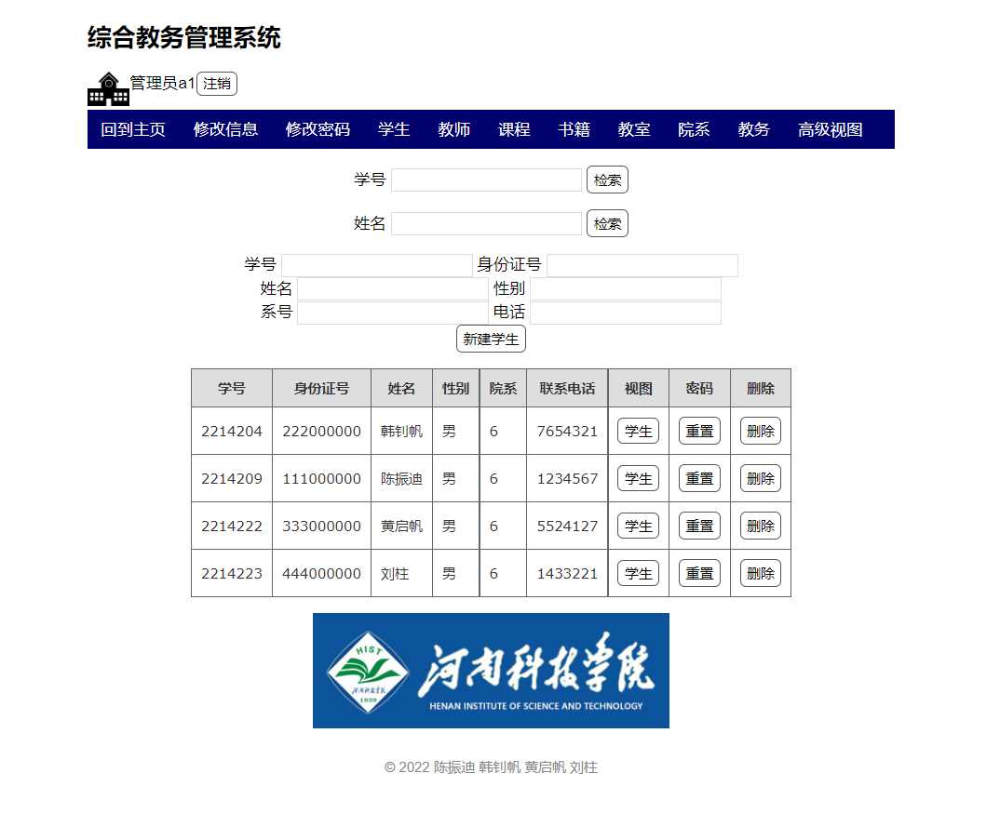 综合教务管理系统
管理员a1 注销
回到主页 修改信息 修改密码 学生 教师 课程 书籍 教室 院系 教务 高级视图
学号 检索
姓名 检索
学号 身份证号
姓名 性别
系号 电话
新建学生
学号 身份证号 姓名 性别 院系 联系电话 视图 密码 删除
2214204 222000000 韩钊帆 男 6 7654321 学生 重置 删除
2214209 111000000 陈振迪 男 6 1234567 学生 重置 删除
2214222 333000000 黄启帆 男 6 5524127 学生 重置 删除
2214223 444000000 刘柱 男 6 1433221 学生 重置 删除
HIST
河南科技学院
1939
河南科技学院
HENAN INSTITUTE OF SCIENCE AND TECHNOLOGY
© 2022 陈振迪 韩钊帆 黄启帆 刘柱